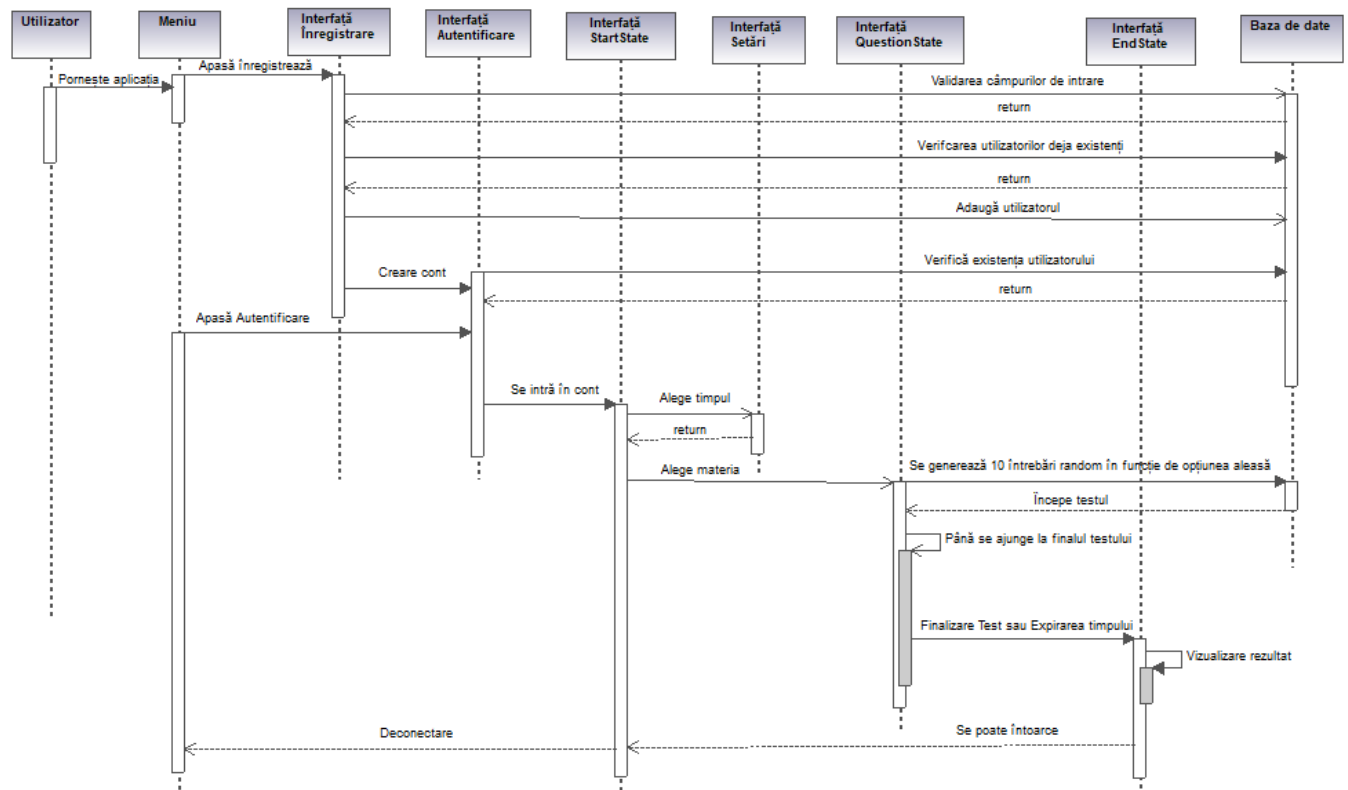 Utilizator
Meniu
Interfață
Înregistrare
Interfață
Autentificare
Interfață
StartState
Interfață
Setări
Interfață
QuestionState
Interfață
EndState
Baza de date
Apasă înregistrează
Pornește aplicația
Validarea câmpurilor de intrare
return
Verifcarea utilizatorilor deja existenți
return
Adaugă utilizatorul
Verifică existența utilizatorului
Creare cont
return
Apasă Autentificare
Se intră în cont
Alege timpul
return
Alege materia
Se generează 10 întrebări random în funcție de opțiunea aleasă
Începe testul
Până se ajunge la finalul testului
Finalizare Test sau Expirarea timpului
Vizualizare rezultat
Se poate întoarce
Deconectare